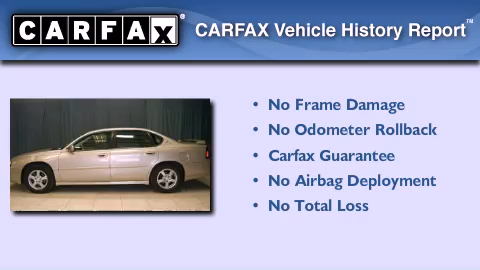 CARFAX® CARFAX Vehicle History Report™
• No Frame Damage
• No Odometer Rollback
• Carfax Guarantee
• No Airbag Deployment
• No Total Loss